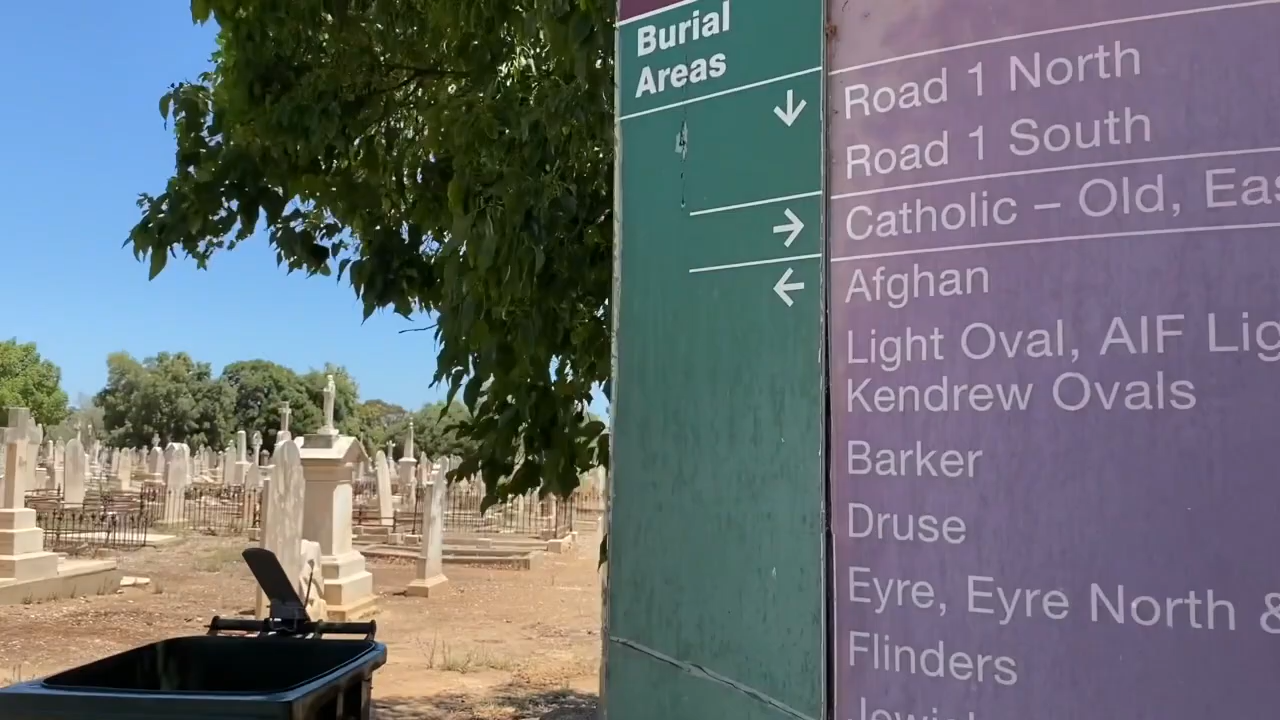 Burial
Areas
↓
Road 1 North
Road 1 South
→
Catholic – Old,
←
Afghan
Light Oval, AIF
Kendrew Ovals
Barker
Druse
Eyre, Eyre North &
Flinders